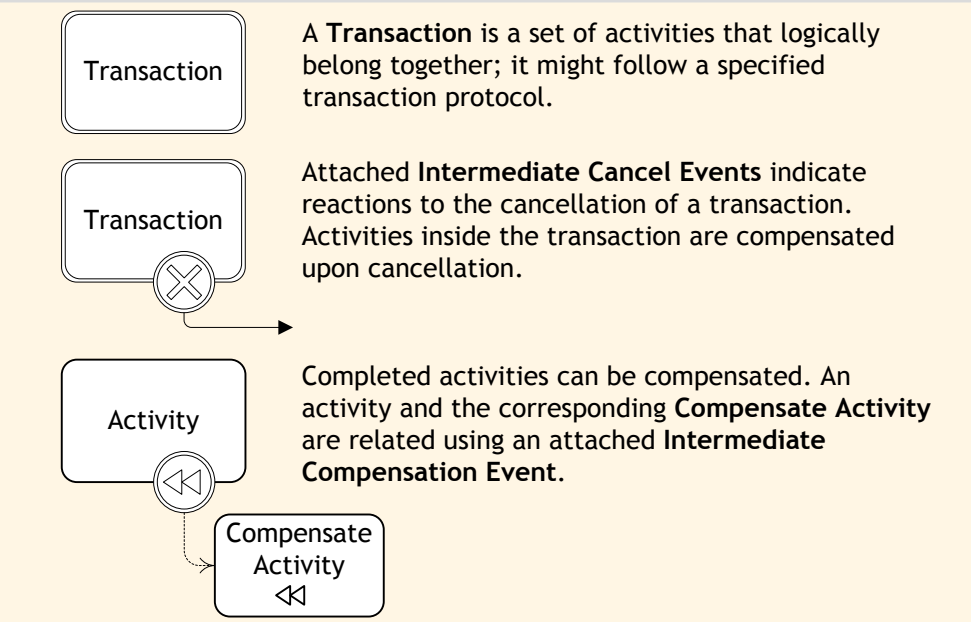 Transaction
A Transaction is a set of activities that logically
belong together; it might follow a specified
transaction protocol.
Transaction
Attached Intermediate Cancel Events indicate
reactions to the cancellation of a transaction.
Activities inside the transaction are compensated
upon cancellation.
Activity
Completed activities can be compensated. An
activity and the corresponding Compensate Activity
are related using an attached Intermediate
Compensation Event.
Compensate
Activity